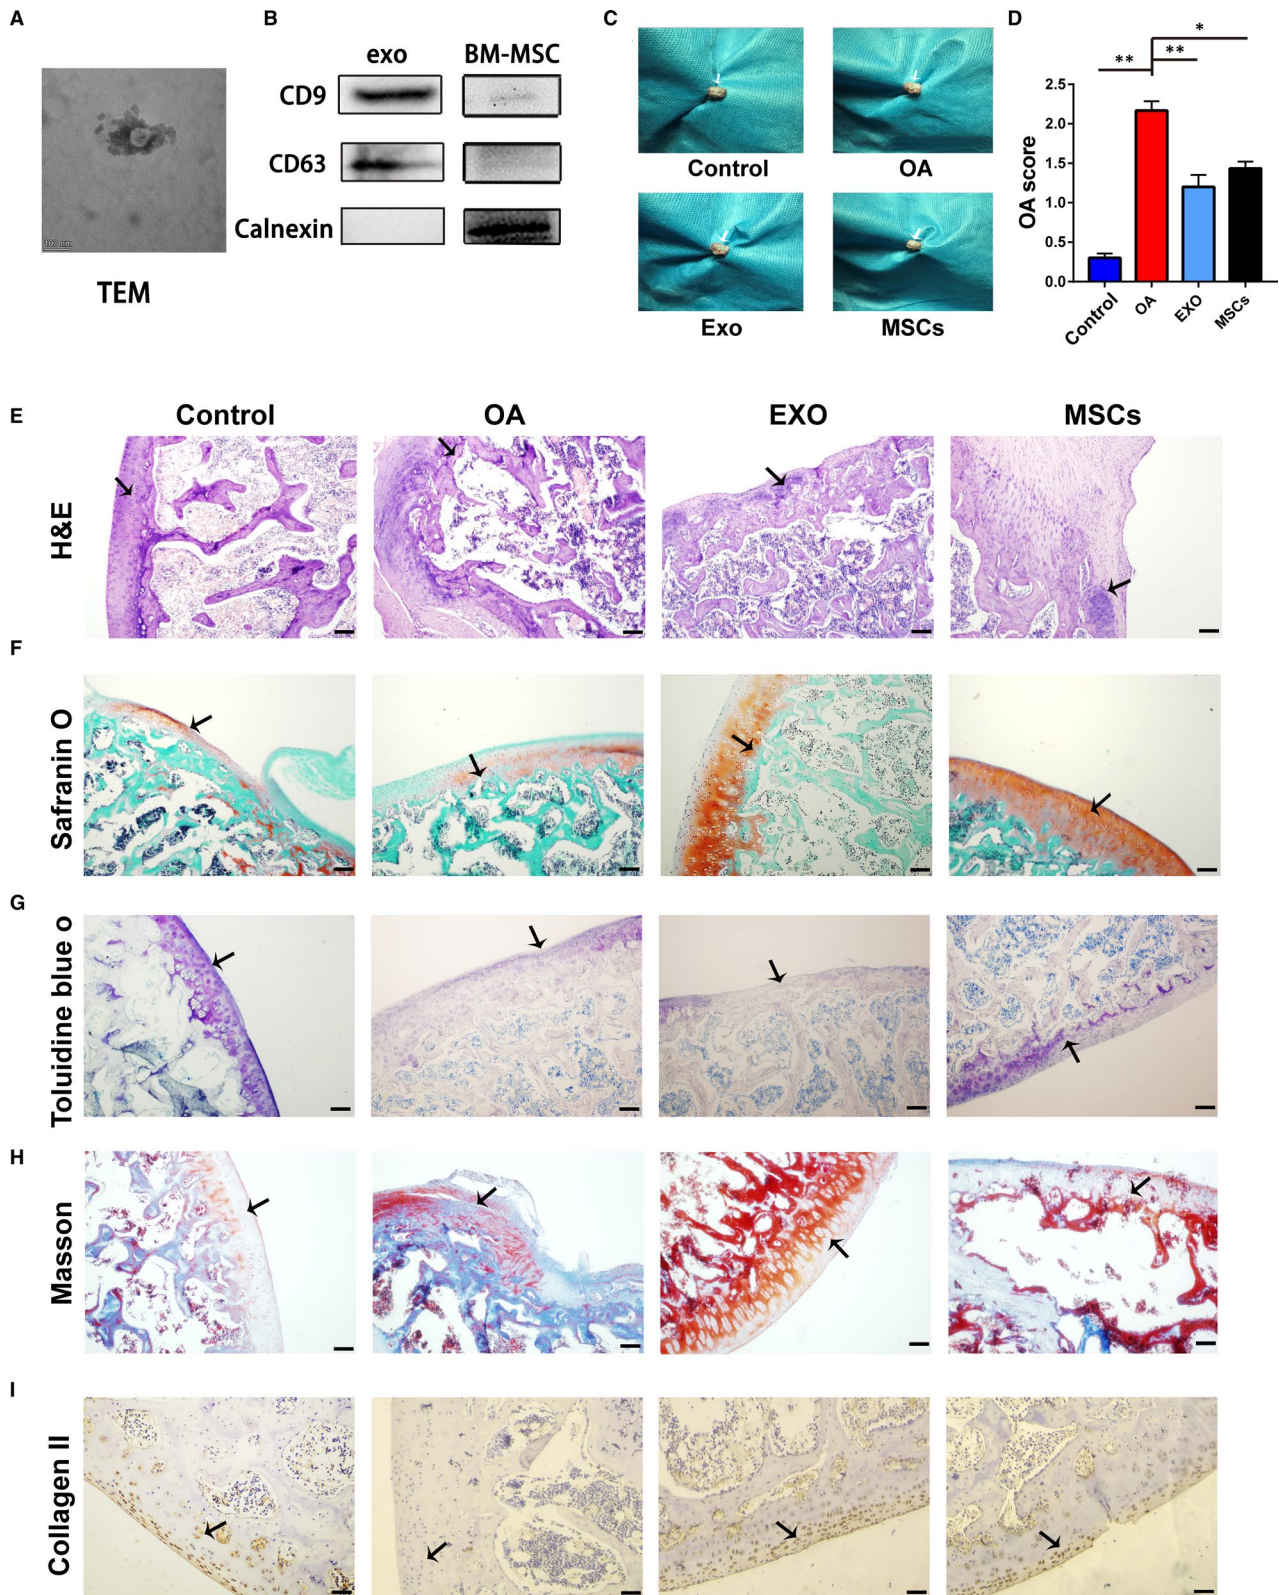 A
B
C
D
exo
BM-MSC
CD9
CD63
Calnexin
100 nm
TEM
Control
OA
Exo
MSCs
*
**
**
OA score
2.5
2.0
1.5
1.0
0.5
0.0
Control
OA
EXO
MSCs
E
Control
OA
EXO
MSCs
H&E
F
Safranin O
G
Toluidine blue o
H
Masson
I
Collagen II